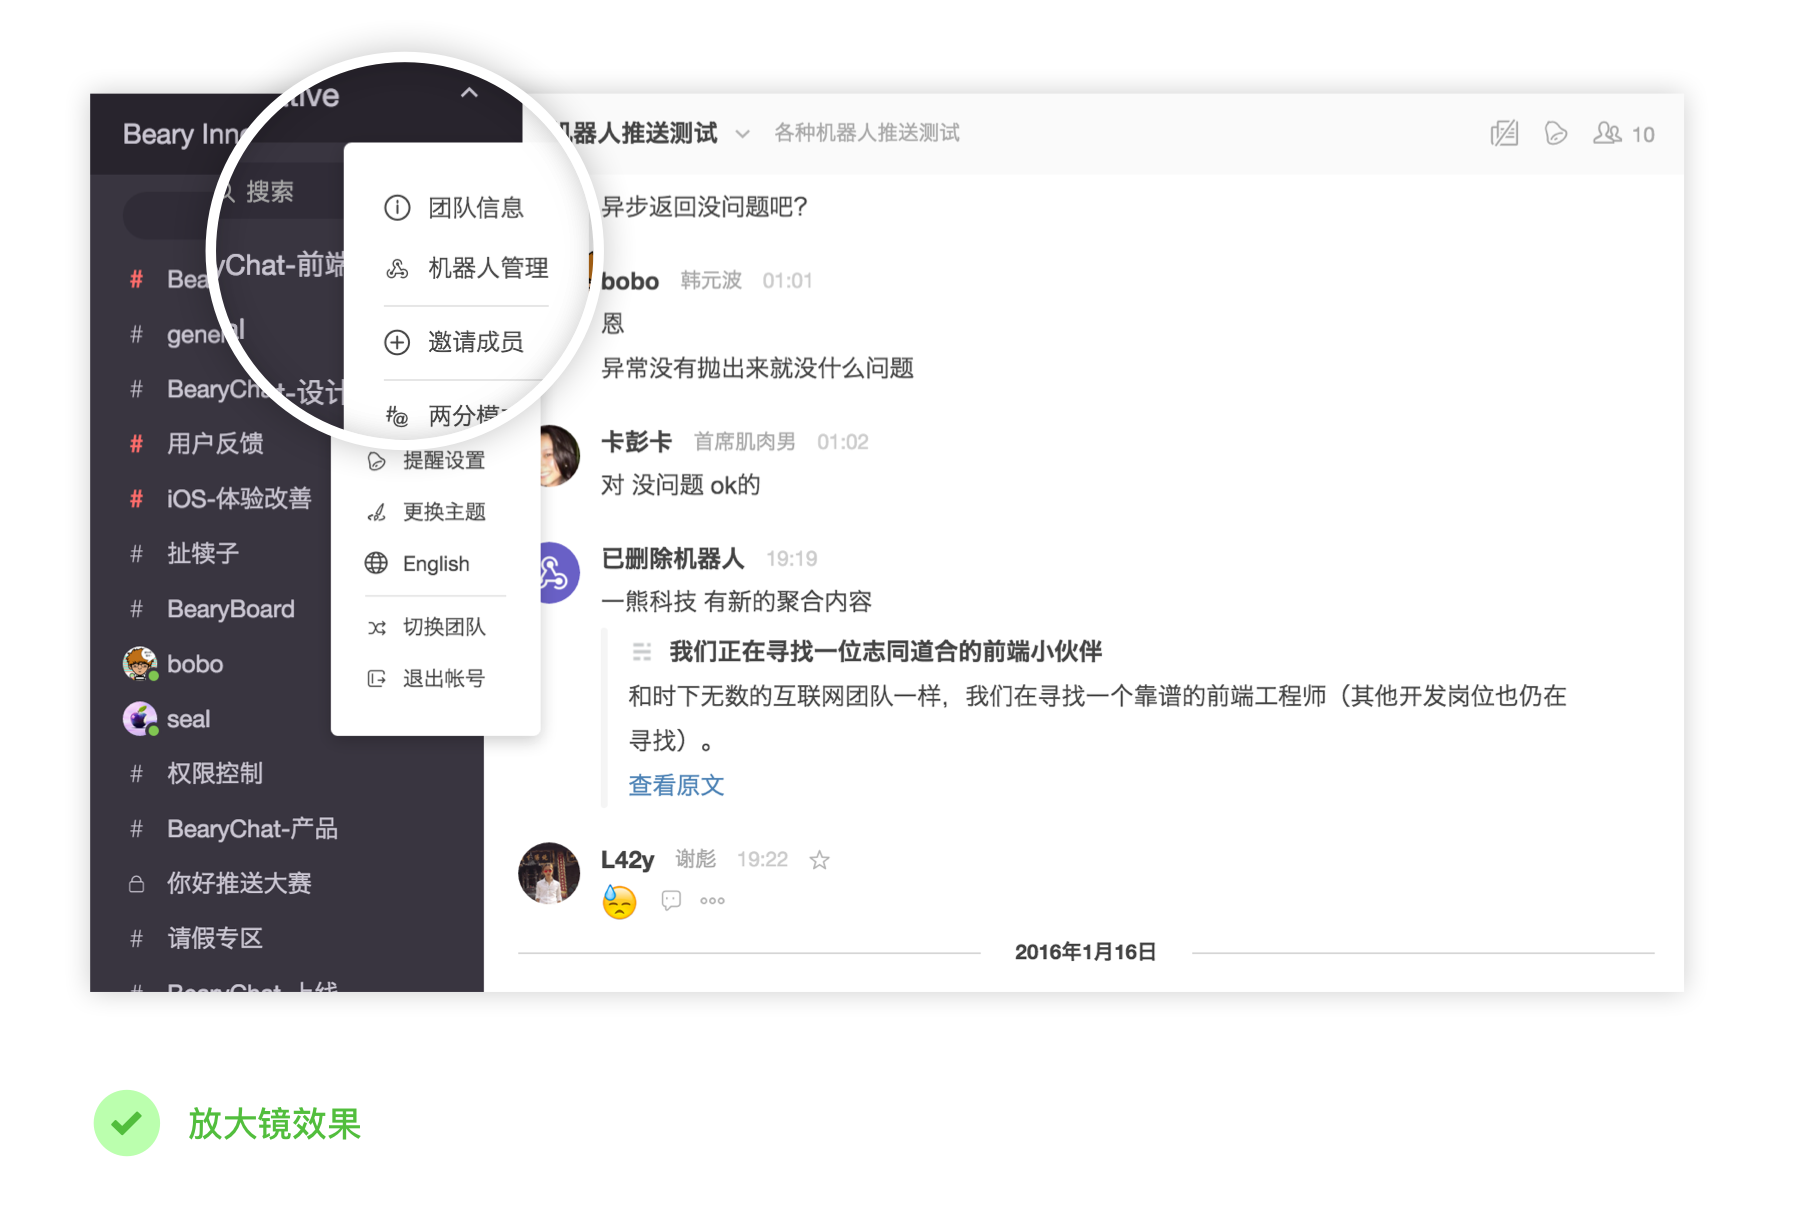 Beary Inno
搜索
# Bea
yChat-前端
# general
# BearyChat-设计
# 用户反馈
# iOS-体验改善
# 扯犊子
# BearyBoard
bobo
seal
# 权限控制
# BearyChat-产品
你好推送大赛
# 请假专区
# BearyChat-上线
团队信息
机器人管理
邀请成员
#@ 两分模
提醒设置
更换主题
English
切换团队
退出帐号
机器人推送测试 各种机器人推送测试 10
异步返回没问题吧？
bobo 韩元波 01:01
恩
异常没有抛出来就没什么问题
卡彭卡 首席肌肉男 01:02
对 没问题 ok的
已删除机器人 19:19
一熊科技 有新的聚合内容
我们正在寻找一位志同道合的前端小伙伴
和时下无数的互联网团队一样，我们在寻找一个靠谱的前端工程师（其他开发岗位也仍在
寻找）。
查看原文
L42y 谢彪 19:22
2016年1月16日
放大镜效果